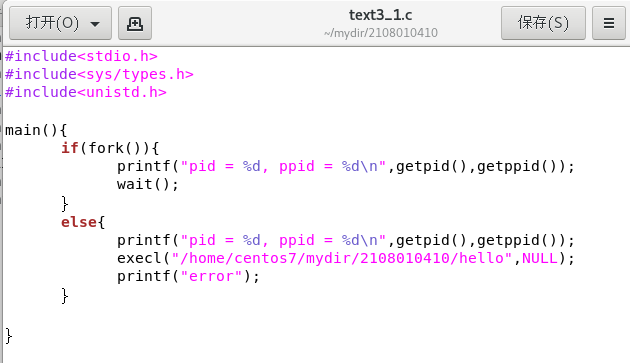 打开(O)
text3_1.c
~/mydir/2108010410
保存(S)
#include<stdio.h>
#include<sys/types.h>
#include<unistd.h>
main(){
if(fork()){
printf("pid = %d, ppid = %d\n",getpid(),getppid());
wait();
}
else{
printf("pid = %d, ppid = %d\n",getpid(),getppid());
execl("/home/centos7/mydir/2108010410/hello",NULL);
printf("error");
}
}